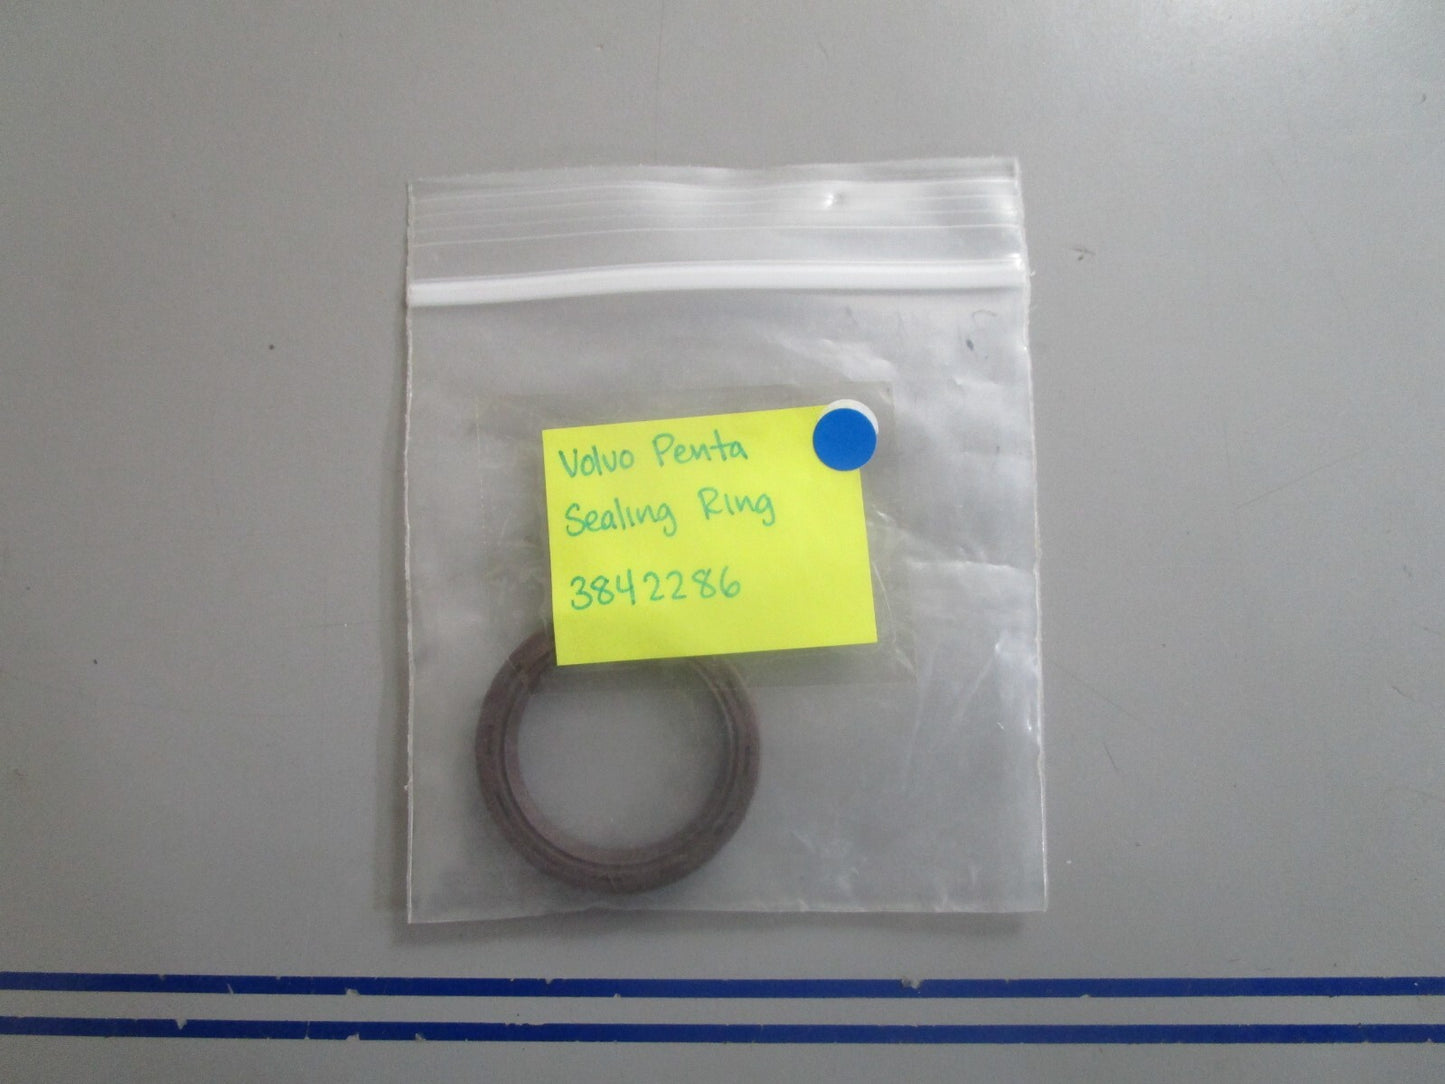 Volvo Penta
Sealing Ring
3842286